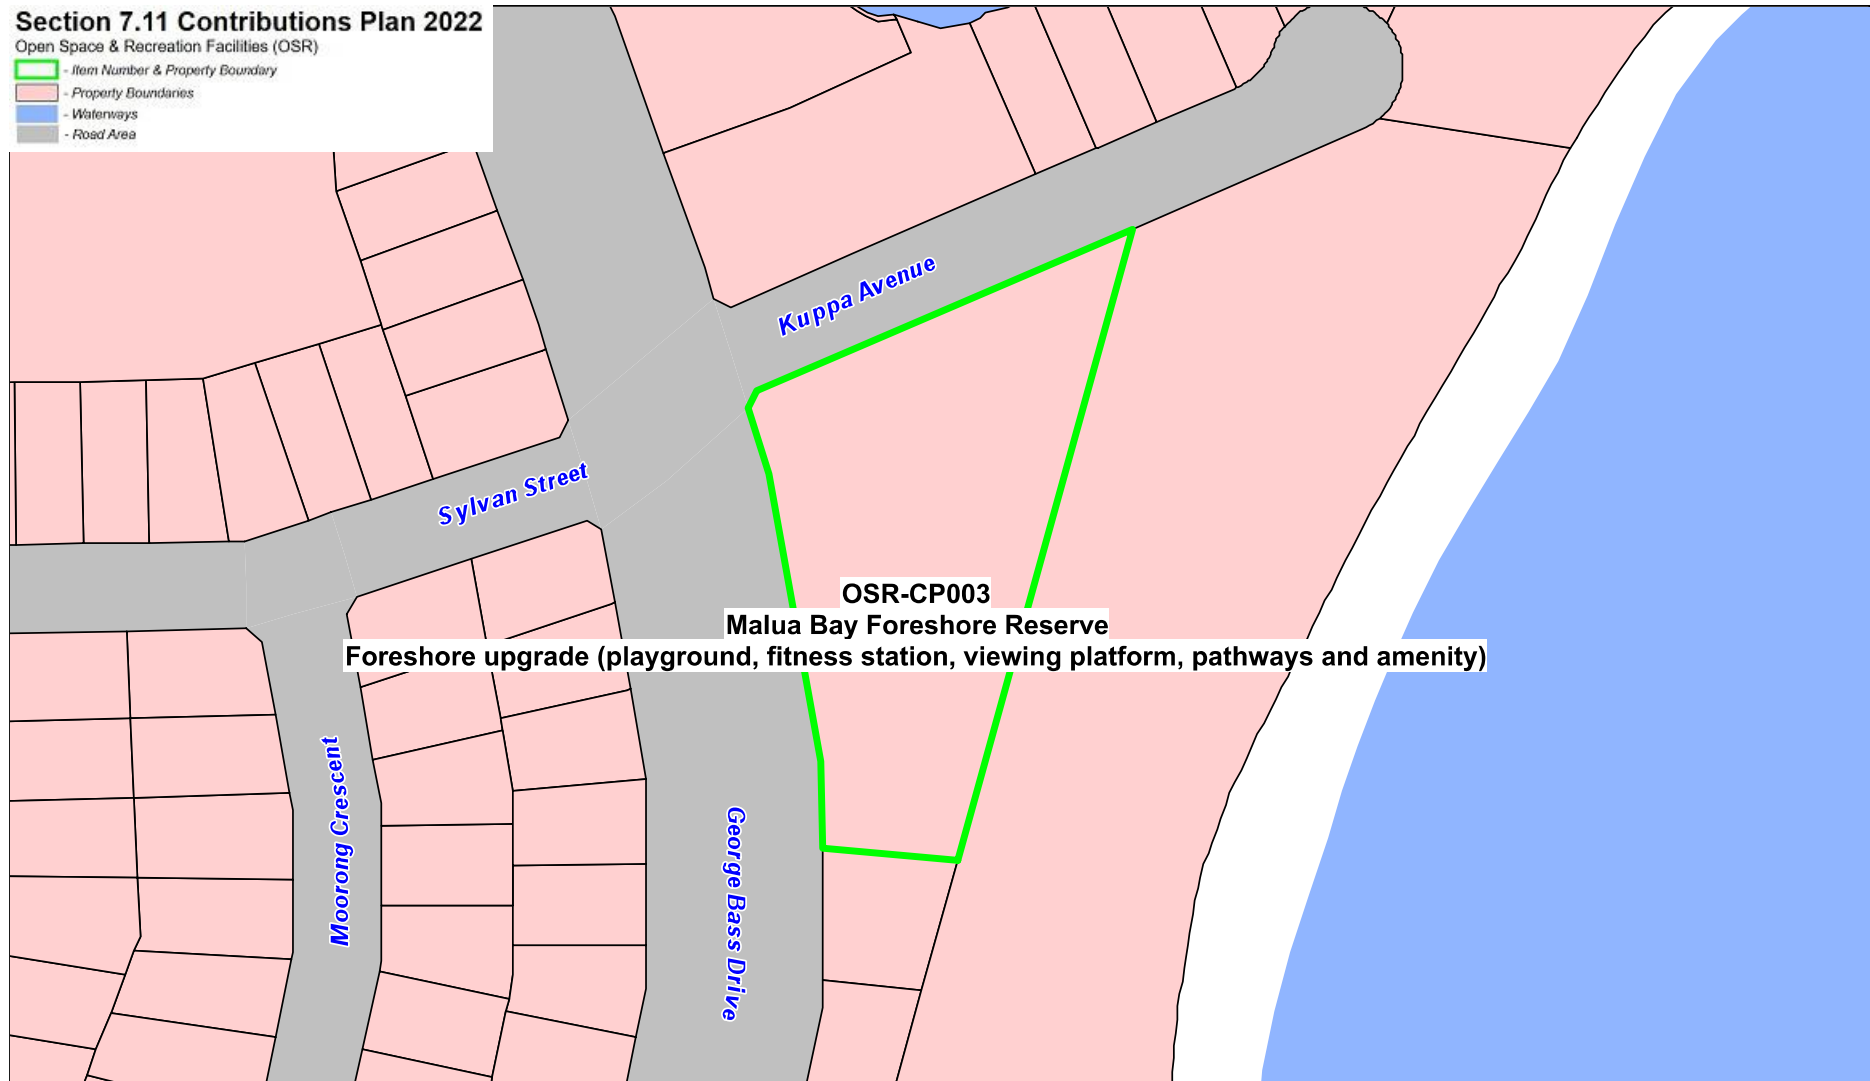 Section 7.11 Contributions Plan 2022
Open Space & Recreation Facilities (OSR)
- Item Number & Property Boundary
- Property Boundaries
- Waterways
- Road Area
Kuppa Avenue
Sylvan Street
OSR-CP003
Malua Bay Foreshore Reserve
Foreshore upgrade (playground, fitness station, viewing platform, pathways and amenity)
Moorong Crescent
George Bass Drive